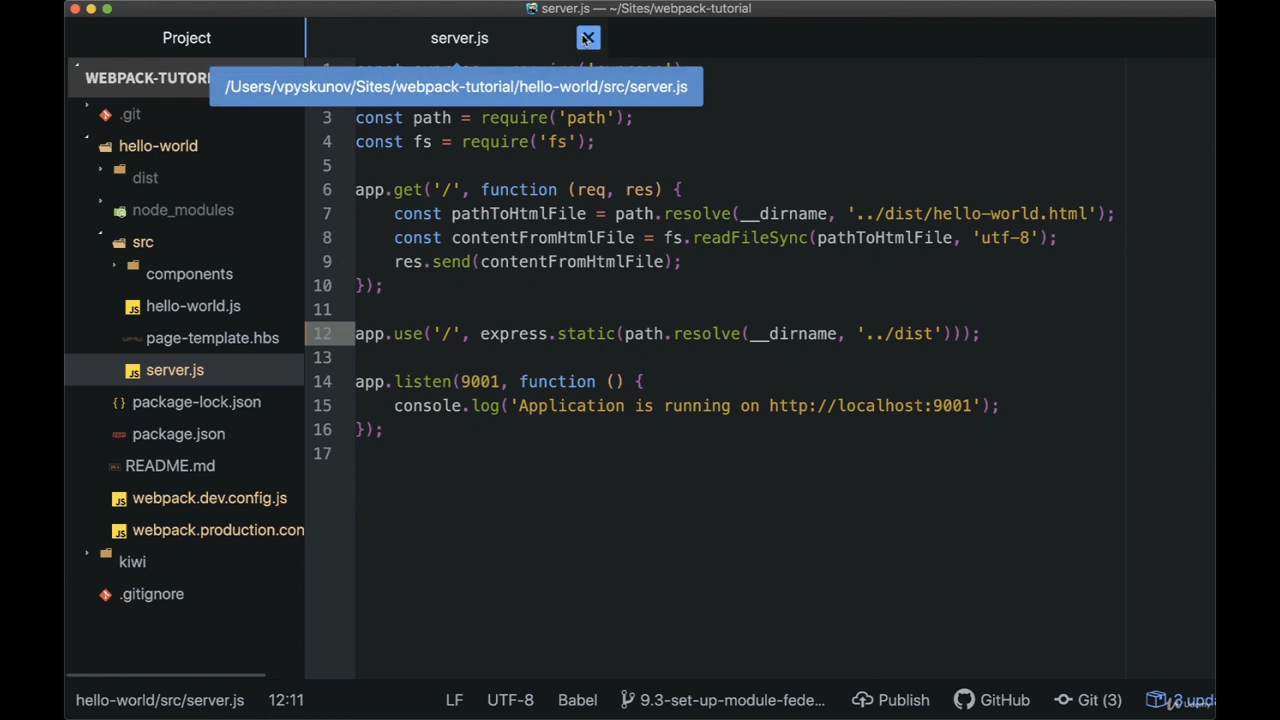 server.js — ~/Sites/webpack-tutorial
Project
server.js
WEBPACK-TUTOR
/Users/vpyskunov/Sites/webpack-tutorial/hello-world/src/server.js
.git
hello-world
dist
node_modules
src
components
hello-world.js
page-template.hbs
server.js
package-lock.json
package.json
README.md
webpack.dev.config.js
webpack.production.con
kiwi
.gitignore
1
3 const path = require('path');
4 const fs = require('fs');
5
6 app.get('/', function (req, res) {
7 const pathToHtmlFile = path.resolve(__dirname, '../dist/hello-world.html');
8 const contentFromHtmlFile = fs.readFileSync(pathToHtmlFile, 'utf-8');
9 res.send(contentFromHtmlFile);
10 });
11
12 app.use('/', express.static(path.resolve(__dirname, '../dist')));
13
14 app.listen(9001, function () {
15 console.log('Application is running on http://localhost:9001');
16 });
17
hello-world/src/server.js 12:11 LF UTF-8 Babel 9.3-set-up-module-fede... Publish GitHub Git (3)